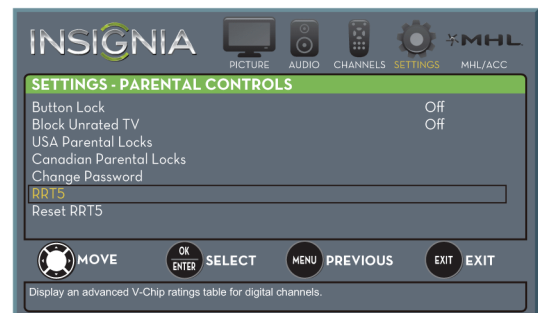 INSIGNIA
PICTURE AUDIO CHANNELS SETTINGS MHL MHL/ACC
SETTINGS - PARENTAL CONTROLS
Button Lock Off
Block Unrated TV Off
USA Parental Locks
Canadian Parental Locks
Change Password
RRT5
Reset RRT5
MOVE OK ENTER SELECT MENU PREVIOUS EXIT EXIT
Display an advanced V-Chip ratings table for digital channels.